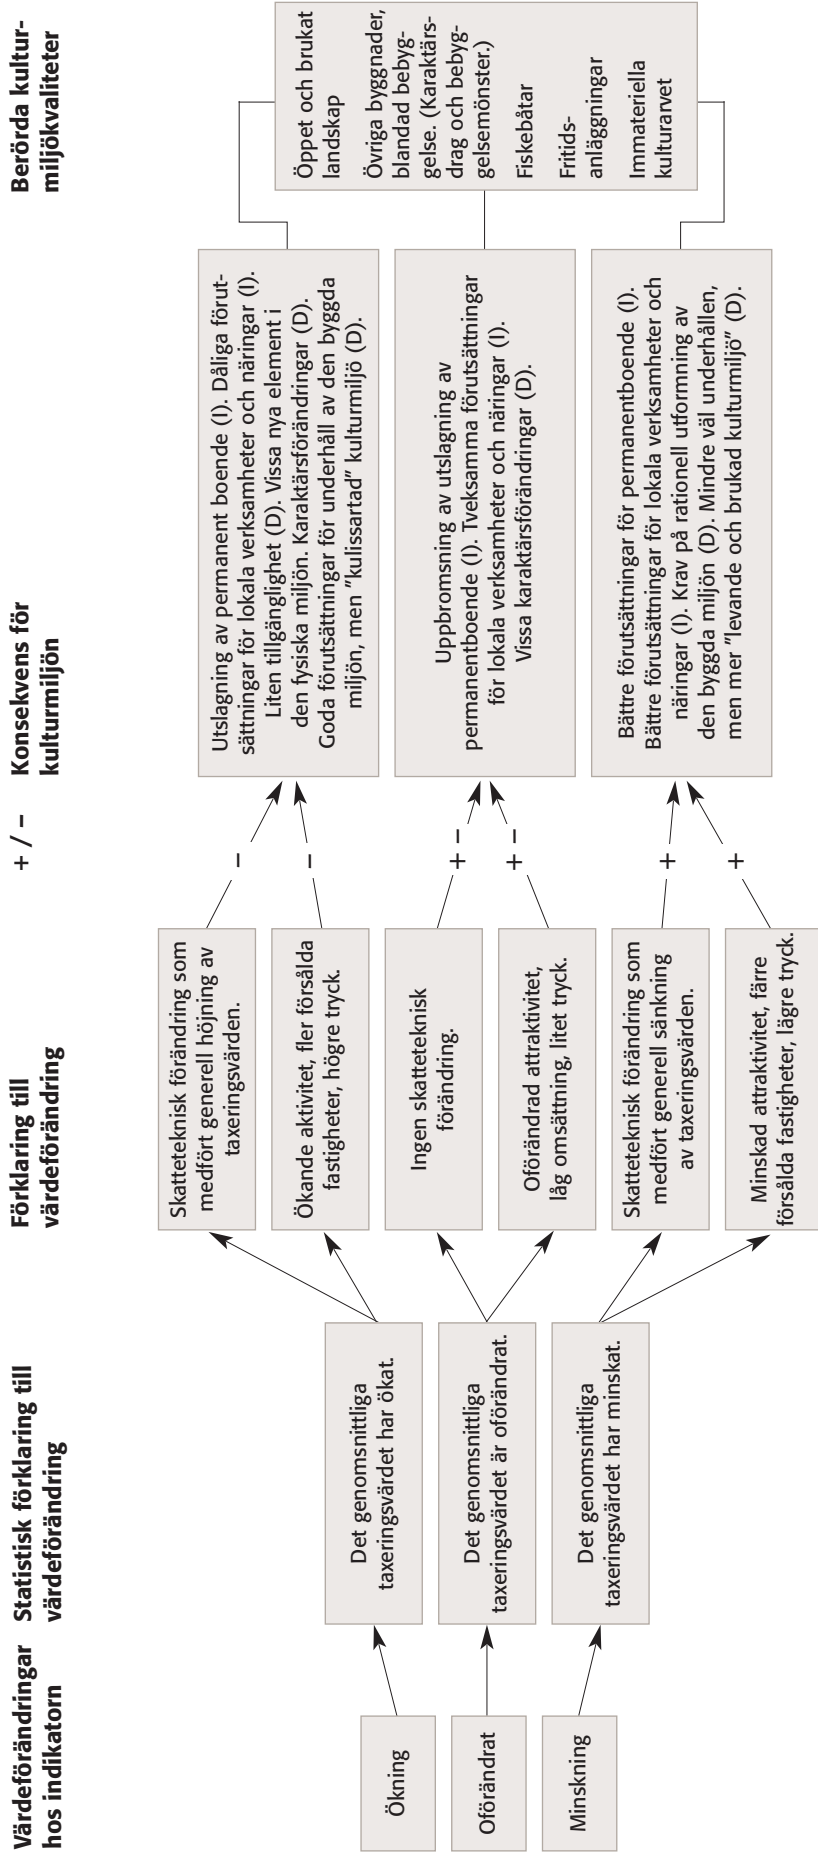 Värdeförändringar
hos indikatorn
Statistisk förklaring till
värdeförändring
Förklaring till
värdeförändring
+ / –
Konsekvens för
kulturmiljön
Berörda kultur-
miljökvaliteter
Ökning
Oförändrat
Minskning
Det genomsnittliga
taxeringsvärdet har ökat.
Det genomsnittliga
taxeringsvärdet är oförändrat.
Det genomsnittliga
taxeringsvärdet har minskat.
Skatteteknisk förändring som
medfört generell höjning av
taxeringsvärden.
Ökande aktivitet, fler försålda
fastigheter, högre tryck.
Ingen skatteteknisk
förändring.
Oförändrad attraktivitet,
låg omsättning, litet tryck.
Skatteteknisk förändring som
medfört generell sänkning
av taxeringsvärden.
Minskad attraktivitet, färre
försålda fastigheter, lägre tryck.
–
–
+ –
+ –
+
+
Utslagning av permanent boende (I). Dåliga förut-
sättningar för lokala verksamheter och näringar (I).
Liten tillgänglighet (D). Vissa nya element i
den fysiska miljön. Karaktärsförändringar (D).
Goda förutsättningar för underhåll av den byggda
miljön, men "kulissartad" kulturmiljö (D).
Uppbromsning av utslagning av
permanentboende (I). Tveksamma förutsättningar
för lokala verksamheter och näringar (I).
Vissa karaktärsförändringar (D).
Bättre förutsättningar för permanentboende (I).
Bättre förutsättningar för lokala verksamheter och
näringar (I). Krav på rationell utformning av
den byggda miljön (D). Mindre väl underhållen,
men mer "levande och brukad kulturmiljö" (D).
Öppet och brukat
landskap
Övriga byggnader,
blandad bebyg-
gelse. (Karaktärs-
drag och bebyg-
gelsemönster.)
Fiskebåtar
Fritids-
anläggningar
Immateriella
kulturarvet